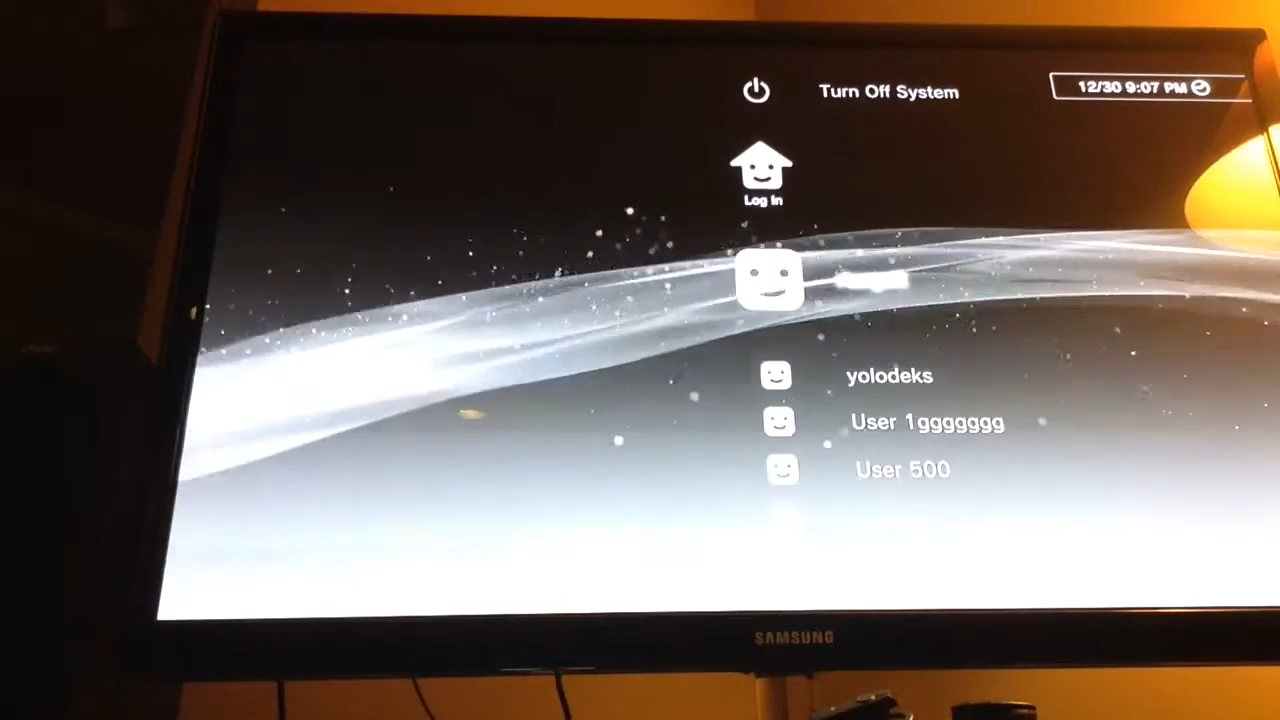 Turn Off System
12/30 9:07 PM
Log In
yolodeks
User 1ggggggg
User 500
SAMSUNG